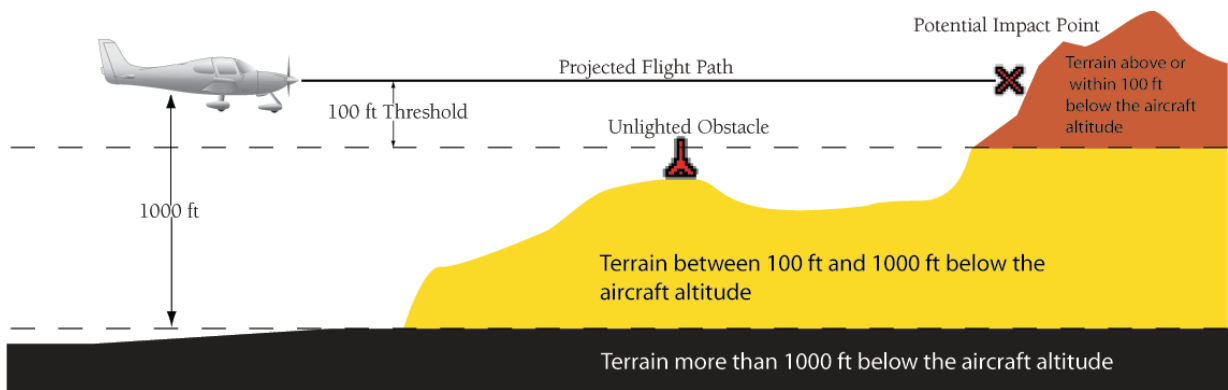 Potential Impact Point
Projected Flight Path
Terrain above or
within 100 ft
below the aircraft
altitude
100 ft Threshold
Unlighted Obstacle
1000 ft
Terrain between 100 ft and 1000 ft below the
aircraft altitude
Terrain more than 1000 ft below the aircraft altitude